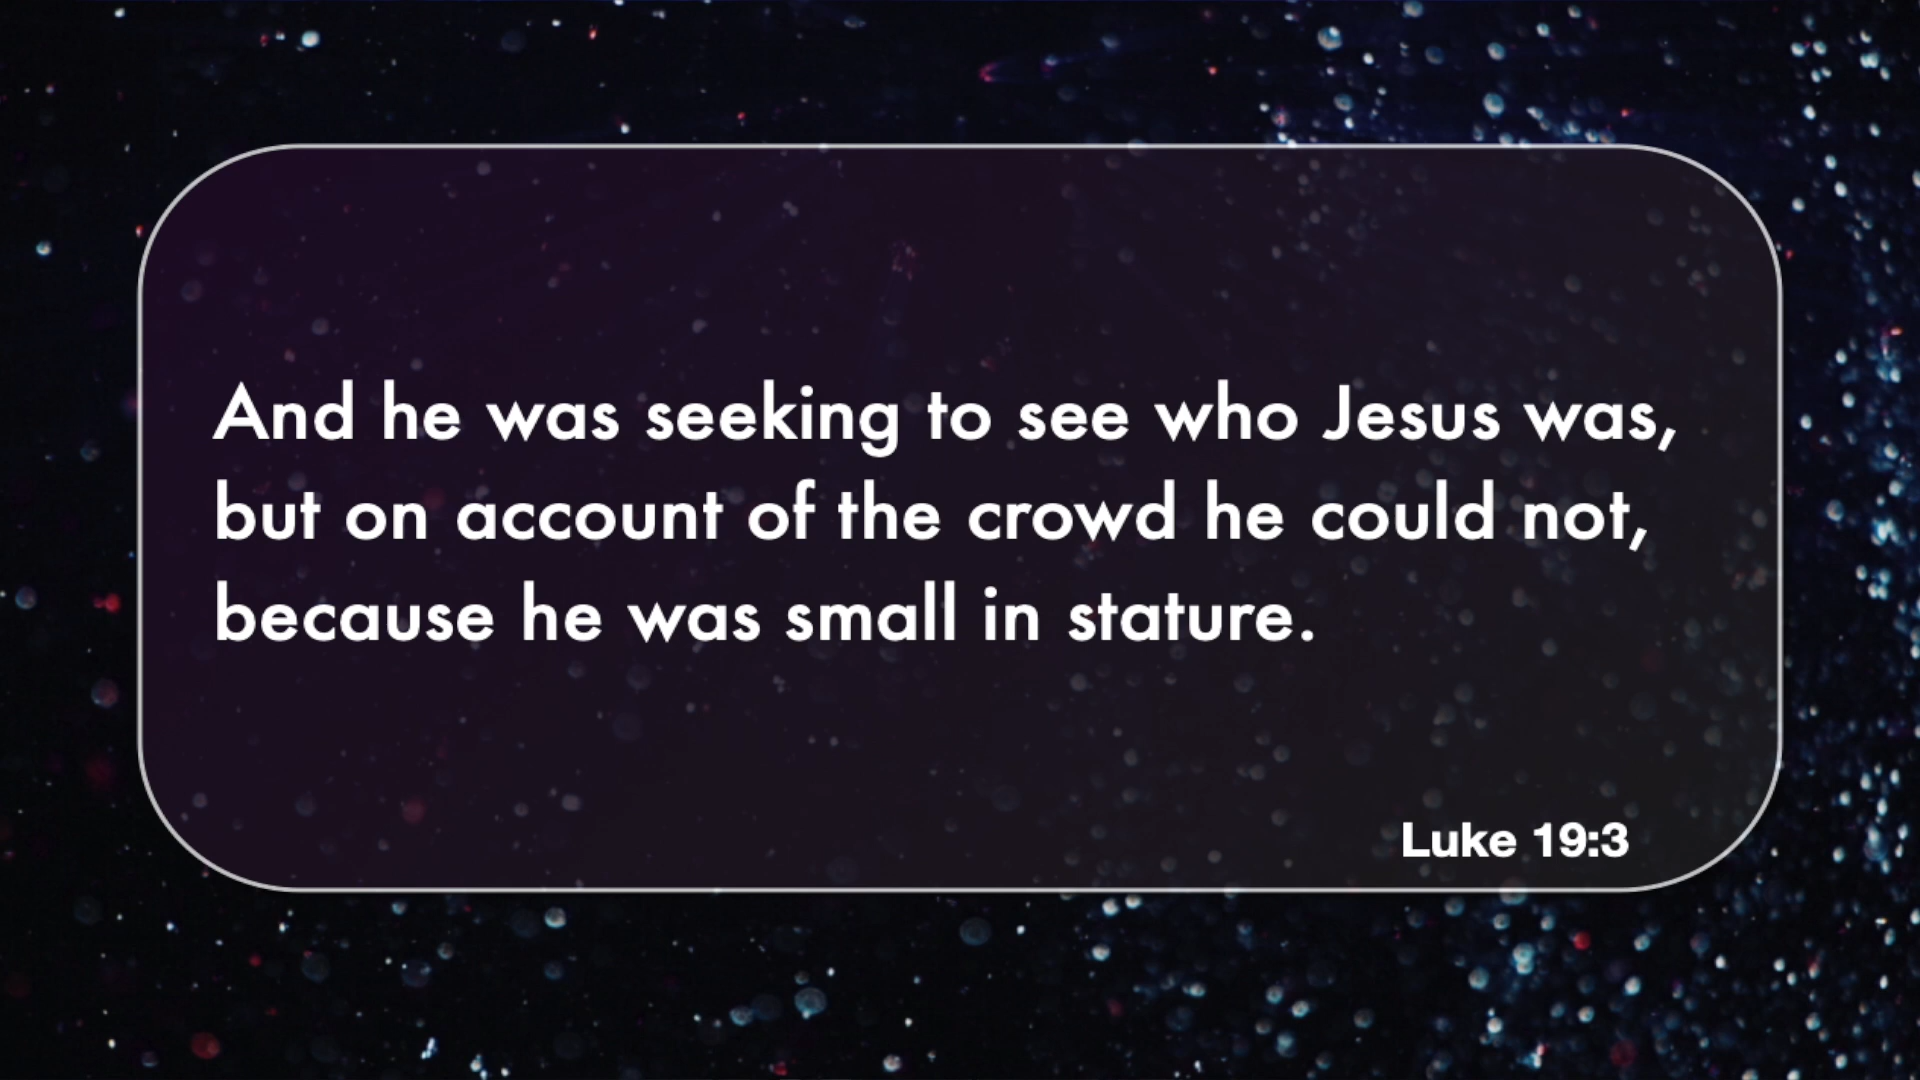 And he was seeking to see who Jesus was,
but on account of the crowd he could not,
because he was small in stature.
Luke 19:3